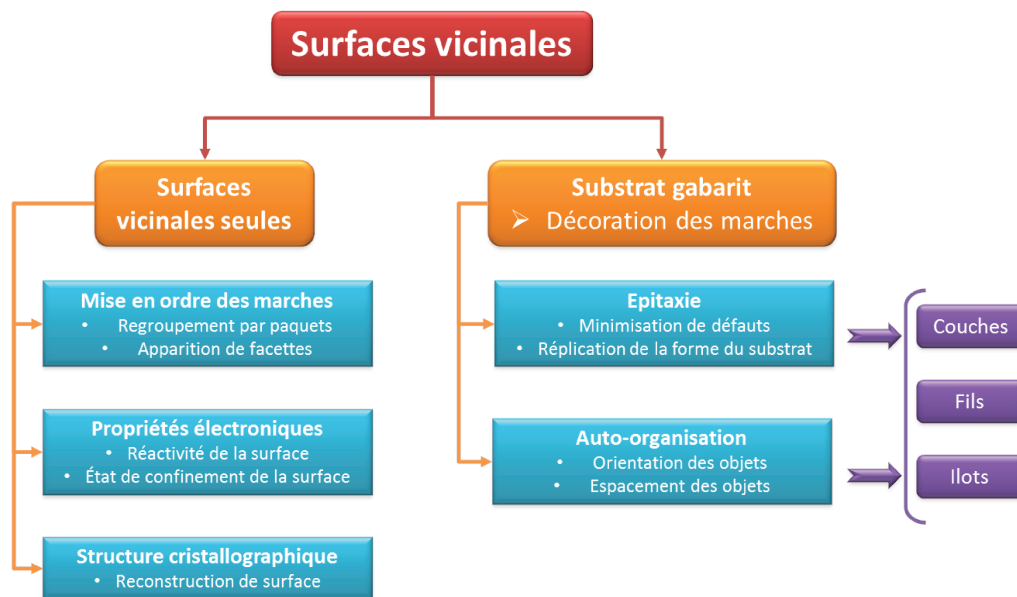 Surfaces vicinales
Surfaces
vicinales seules
Mise en ordre des marches
• Regroupement par paquets
• Apparition de facettes
Propriétés électroniques
• Réactivité de la surface
• État de confinement de la surface
Structure cristallographique
• Reconstruction de surface
Substrat gabarit
➢ Décoration des marches
Epitaxie
• Minimisation de défauts
• Réplication de la forme du substrat
Auto-organisation
• Orientation des objets
• Espacement des objets
Couches
Fils
Ilots